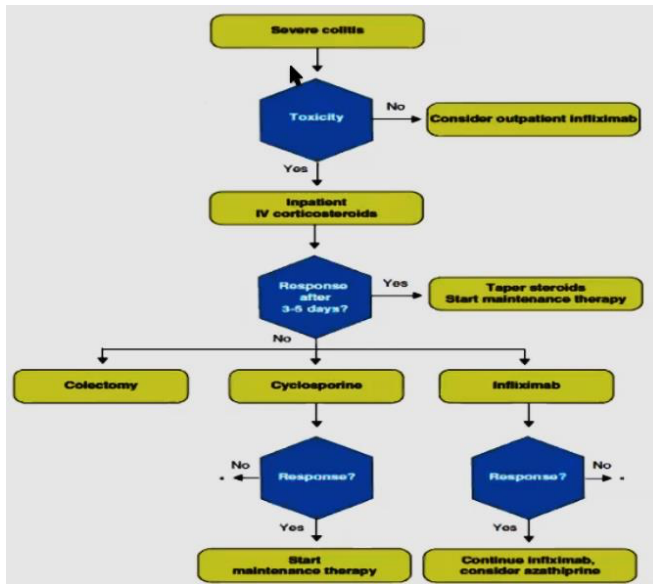 Severe colitis
Toxicity
No
Consider outpatient infliximab
Yes
Inpatient
IV corticosteroids
Response
after
3-5 days?
Yes
Taper steroids
Start maintenance therapy
No
Colectomy
Cyclosporine
Infliximab
No
Response?
Response?
No
Yes
Yes
Start
maintenance therapy
Continue infliximab,
consider azathiprine